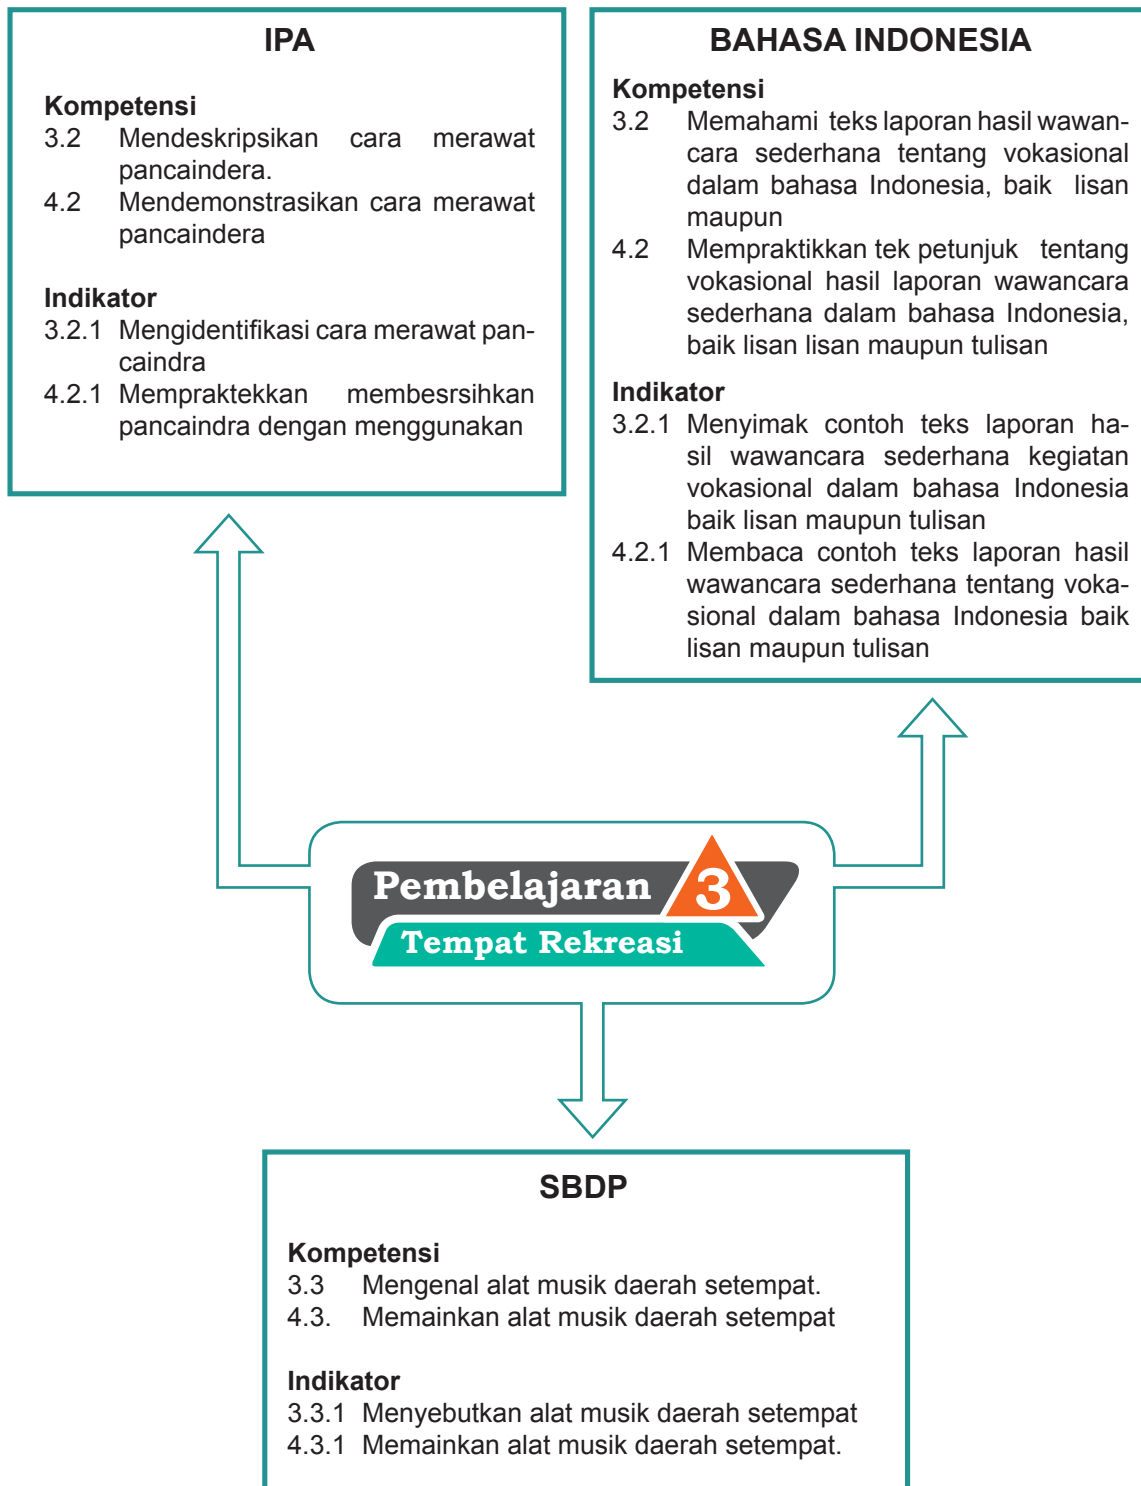 IPA
Kompetensi
3.2 Mendeskripsikan cara merawat
pancaindera.
4.2 Mendemonstrasikan cara merawat
pancaindera
Indikator
3.2.1 Mengidentifikasi cara merawat pan-
caindra
4.2.1 Mempraktekkan membesrsihkan
pancaindra dengan menggunakan
BAHASA INDONESIA
Kompetensi
3.2 Memahami teks laporan hasil wawan-
cara sederhana tentang vokasional
dalam bahasa Indonesia, baik lisan
maupun
4.2 Mempraktikkan tek petunjuk tentang
vokasional hasil laporan wawancara
sederhana dalam bahasa Indonesia,
baik lisan lisan maupun tulisan
Indikator
3.2.1 Menyimak contoh teks laporan ha-
sil wawancara sederhana kegiatan
vokasional dalam bahasa Indonesia
baik lisan maupun tulisan
4.2.1 Membaca contoh teks laporan hasil
wawancara sederhana tentang voka-
sional dalam bahasa Indonesia baik
lisan maupun tulisan
Pembelajaran 3
Tempat Rekreasi
SBDP
Kompetensi
3.3 Mengenal alat musik daerah setempat.
4.3. Memainkan alat musik daerah setempat
Indikator
3.3.1 Menyebutkan alat musik daerah setempat
4.3.1 Memainkan alat musik daerah setempat.